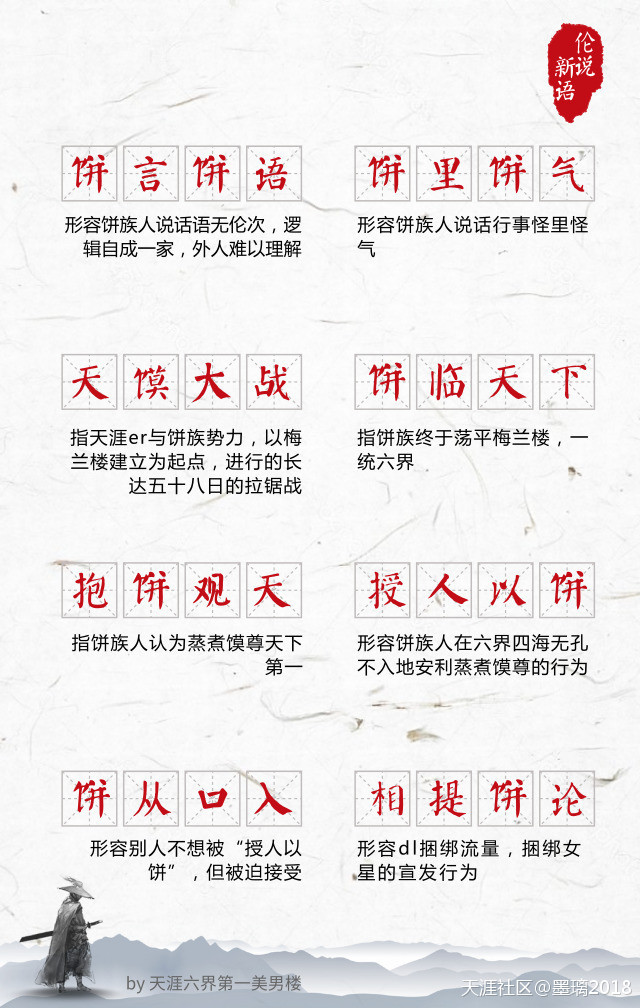 伦说
新语
饼言饼语
形容饼族人说话语无伦次，逻
辑自成一家，外人难以理解
饼里饼气
形容饼族人说话行事怪里怪
气
天馍大战
指天涯er与饼族势力，以梅
兰楼建立为起点，进行的长
达五十八日的拉锯战
饼临天下
指饼族终于荡平梅兰楼，一
统六界
抱饼观天
指饼族人认为蒸煮馍尊天下
第一
授人以饼
形容饼族人在六界四海无孔
不入地安利蒸煮馍尊的行为
饼从口入
形容别人不想被“授人以
饼”，但被迫接受
相提饼论
形容dl捆绑流量，捆绑女
星的宣发行为
by 天涯六界第一美男楼
天涯社区@墨璃2018